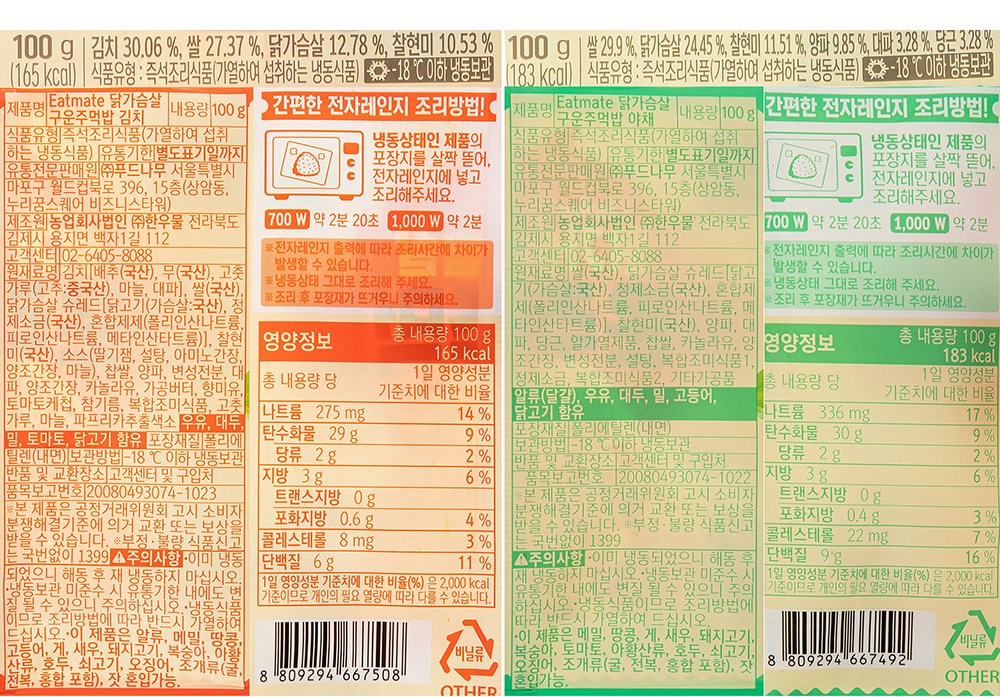 100 g
(165 kcal)
김치 30.06 %, 쌀 27.37 %, 닭가슴살 12.78 %, 찰현미 10.53 %
식품유형 : 즉석조리식품(가열하여 섭취하는 냉동식품) -18 ℃ 이하 냉동보관
제품명 Eatmate 닭가슴살 구운주먹밥 김치 내용량 100 g
식품유형 즉석조리식품(가열하여 섭취
하는 냉동식품) 유통기한 별도표기일까지
유통전문판매원 ㈜푸드나무 서울특별시
마포구 월드컵북로 396, 15층(상암동,
누리꿈스퀘어 비즈니스타워)
제조원 농업회사법인 ㈜한우물 전라북도
김제시 용지면 백자1길 112
고객센터 02-6405-8088
원재료명 김치[배추(국산), 무(국산), 고춧
가루(고추:중국산), 마늘, 대파], 쌀(국산),
닭가슴살 슈레드[닭고기(가슴살:국산), 정
제소금(국산), 혼합제제(폴리인산나트륨,
피로인산나트륨, 메타인산나트륨)], 찰현
미(국산), 소스(딸기잼, 설탕, 아미노간장,
양조간장, 마늘), 찹쌀, 양파, 변성전분, 대
파, 양조간장, 카놀라유, 가공버터, 향미유,
토마토케첩, 참기름, 복합조미식품, 고춧
가루, 마늘, 파프리카추출색소 우유, 대두,
밀, 토마토, 닭고기 함유 포장재질 폴리에
틸렌(내면) 보관방법 -18 ℃ 이하 냉동보관
반품 및 교환장소 고객센터 및 구입처
품목보고번호 20080493074-1023
※본 제품은 공정거래위원회 고시 소비자
분쟁해결기준에 의거 교환 또는 보상을
받을 수 있습니다. ※부정·불량 식품신고
는 국번없이 1399 주의사항 ·이미 냉동
되었으니 해동 후 재 냉동하지 마십시오.
·냉동보관 미준수 시 유통기한 내에도 변
질 될 수 있으니 주의하십시오 ·냉동식품
이므로 조리방법에 따라 반드시 가열하여
드십시오. ·이 제품은 알류, 메밀, 땅콩,
고등어, 게, 새우, 돼지고기, 복숭아, 아황
산류, 호두, 쇠고기, 오징어, 조개류(굴,
전복, 홍합 포함), 잣 혼입가능.
간편한 전자레인지 조리방법!
냉동상태인 제품의
포장지를 살짝 뜯어,
전자레인지에 넣고
조리해주세요.
700 W 약 2분 20초 1,000 W 약 2분
※전자레인지 출력에 따라 조리시간에 차이가
발생할 수 있습니다.
※냉동상태 그대로 조리해 주세요.
※조리 후 포장재가 뜨거우니 주의하세요.
영양정보 총 내용량 100 g
165 kcal
총 내용량 당 1일 영양성분
기준치에 대한 비율
나트륨 275 mg 14 %
탄수화물 29 g 9 %
당류 2 g 2 %
지방 3 g 6 %
트랜스지방 0 g
포화지방 0.6 g 4 %
콜레스테롤 8 mg 3 %
단백질 6 g 11 %
1일 영양성분 기준치에 대한 비율(%) 은 2,000 kcal
기준이므로 개인의 필요 열량에 따라 다를 수 있습니다.
8 809294 667508
비닐류
OTHER
100 g
(183 kcal)
쌀 29.9 %, 닭가슴살 24.45 %, 찰현미 11.51 %, 양파 9.85 %, 대파 3.28 %, 당근 3.28 %
식품유형 : 즉석조리식품(가열하여 섭취하는 냉동식품) -18 ℃ 이하 냉동보관
제품명 Eatmate 닭가슴살 구운주먹밥 야채 내용량 100 g
식품유형 즉석조리식품(가열하여 섭취
하는 냉동식품) 유통기한 별도표기일까지
유통전문판매원 ㈜푸드나무 서울특별시
마포구 월드컵북로 396, 15층(상암동,
누리꿈스퀘어 비즈니스타워)
제조원 농업회사법인 ㈜한우물 전라북도
김제시 용지면 백자1길 112
고객센터 02-6405-8088
원재료명 쌀(국산), 닭가슴살 슈레드[닭고
기(가슴살:국산), 정제소금(국산), 혼합제
제(폴리인산나트륨, 피로인산나트륨, 메
타인산나트륨)], 찰현미(국산), 양파, 대
파, 당근, 알가열제품, 찹쌀, 카놀라유, 양
조간장, 변성전분, 설탕, 복합조미식품1,
정제소금, 복합조미식품2, 기타가공품
알류(달걀), 우유, 대두, 밀, 고등어,
닭고기 함유
포장재질 폴리에틸렌(내면)
보관방법 -18 ℃ 이하 냉동보관
반품 및 교환장소 고객센터 및 구입처
품목보고번호 20080493074-1022
※본 제품은 공정거래위원회 고시 소비자
분쟁해결기준에 의거 교환 또는 보상을
받을 수 있습니다. ※부정·불량 식품신고
는 국번없이 1399
주의사항 ·이미 냉동되었으니 해동 후
재 냉동하지 마십시오. ·냉동보관 미준수 시
유통기한 내에도 변질 될 수 있으니 주의
하십시오 ·냉동식품이므로 조리방법에
따라 반드시 가열하여 드십시오.
·이 제품은 메밀, 땅콩, 게, 새우, 돼지고기,
복숭아, 토마토, 아황산류, 호두, 쇠고기,
오징어, 조개류(굴, 전복, 홍합 포함), 잣
혼입가능.
간편한 전자레인지 조리방법!
냉동상태인 제품의
포장지를 살짝 뜯어,
전자레인지에 넣고
조리해주세요.
700 W 약 2분 20초 1,000 W 약 2분
※전자레인지 출력에 따라 조리시간에 차이가
발생할 수 있습니다.
※냉동상태 그대로 조리해 주세요.
※조리 후 포장재가 뜨거우니 주의하세요.
영양정보 총 내용량 100 g
183 kcal
총 내용량 당 1일 영양성분
기준치에 대한 비율
나트륨 336 mg 17 %
탄수화물 30 g 9 %
당류 2 g 2 %
지방 3 g 6 %
트랜스지방 0 g
포화지방 0.4 g 3 %
콜레스테롤 22 mg 7 %
단백질 9 g 16 %
1일 영양성분 기준치에 대한 비율(%) 은 2,000 kcal
기준이므로 개인의 필요 열량에 따라 다를 수 있습니다.
8 809294 667492
비닐류
OTHER